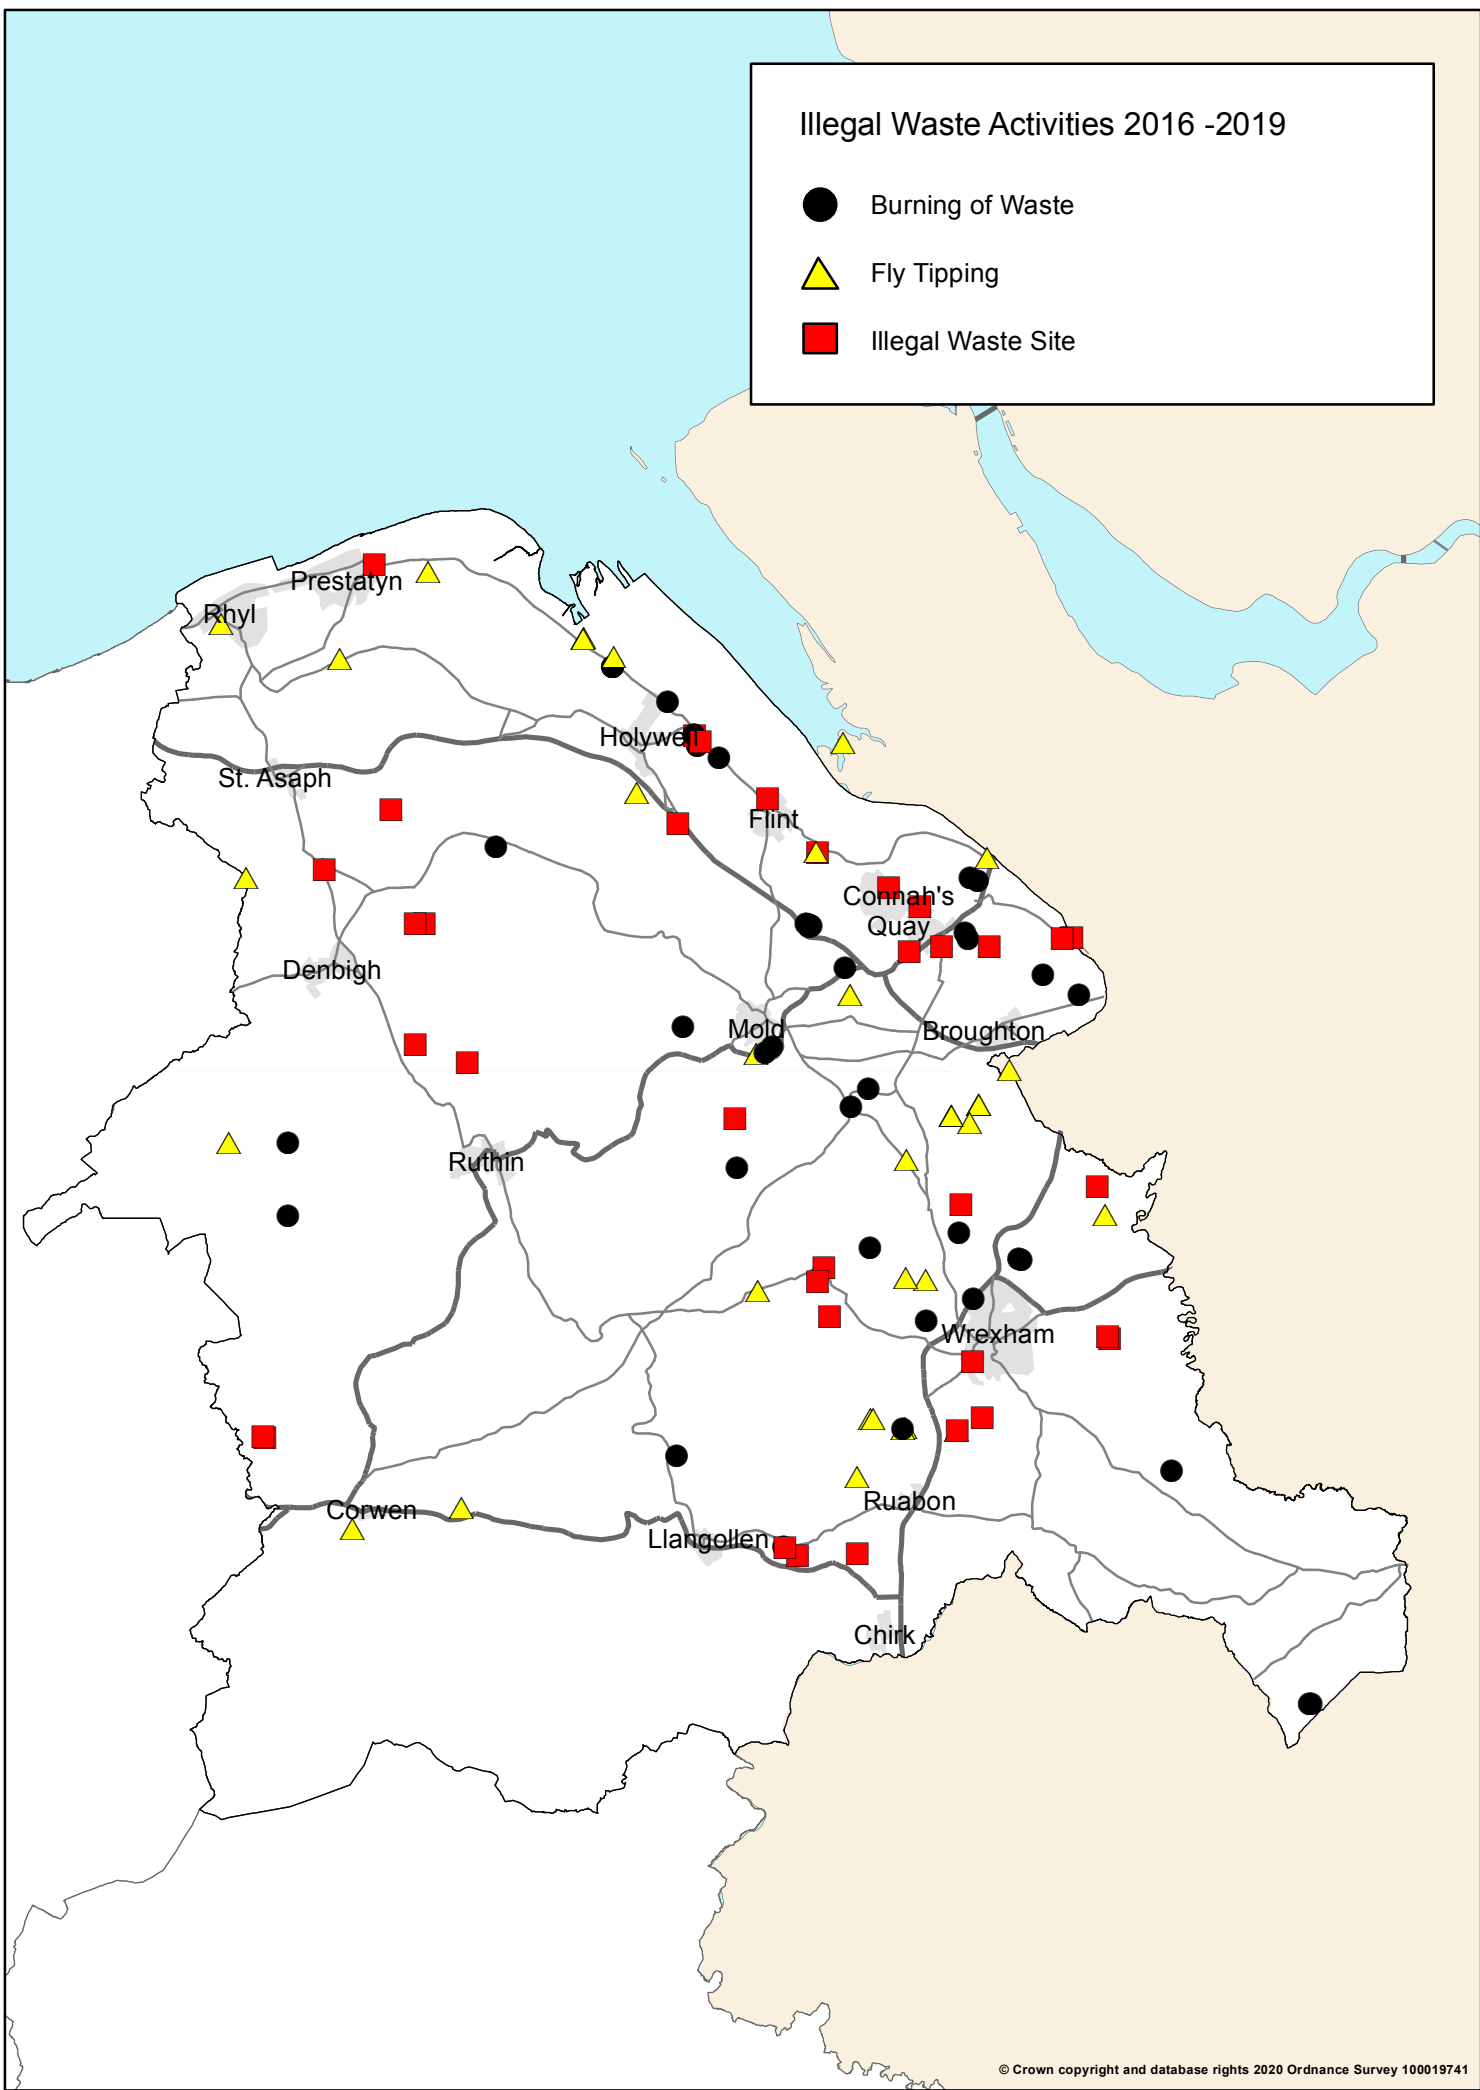 Illegal Waste Activities 2016 -2019
Burning of Waste
Fly Tipping
Illegal Waste Site
Prestatyn
Rhyl
Holywell
St. Asaph
Flint
Connah's
Quay
Denbigh
Mold
Broughton
Ruthin
Wrexham
Ruabon
Corwen
Llangollen
Chirk
© Crown copyright and database rights 2020 Ordnance Survey 100019741